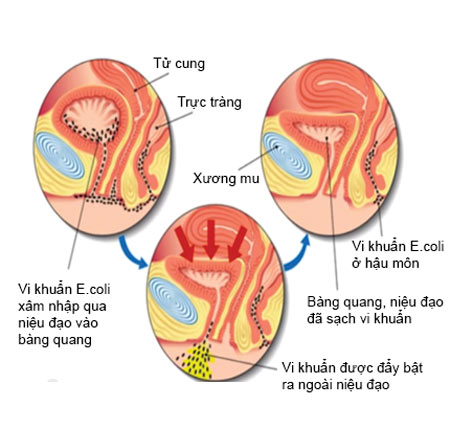 Tử cung
Trực tràng
Xương mu
Vi khuẩn E.coli
xâm nhập qua
niệu đạo vào
bàng quang
Vi khuẩn E.coli
ở hậu môn
Bàng quang, niệu đạo
đã sạch vi khuẩn
Vi khuẩn được đẩy bật
ra ngoài niệu đạo